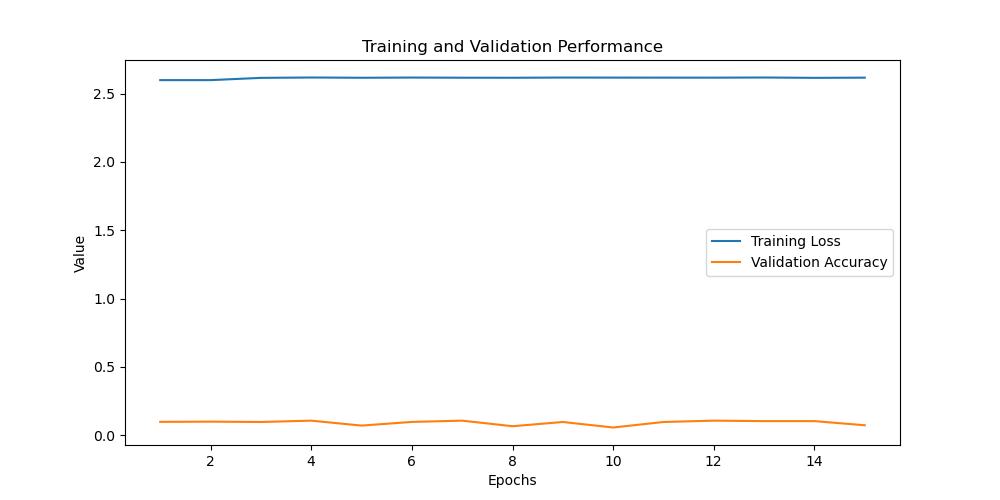 Training and Validation Performance
2.5
2.0
1.5
1.0
0.5
0.0
Value
Training Loss
Validation Accuracy
2 4 6 8 10 12 14
Epochs